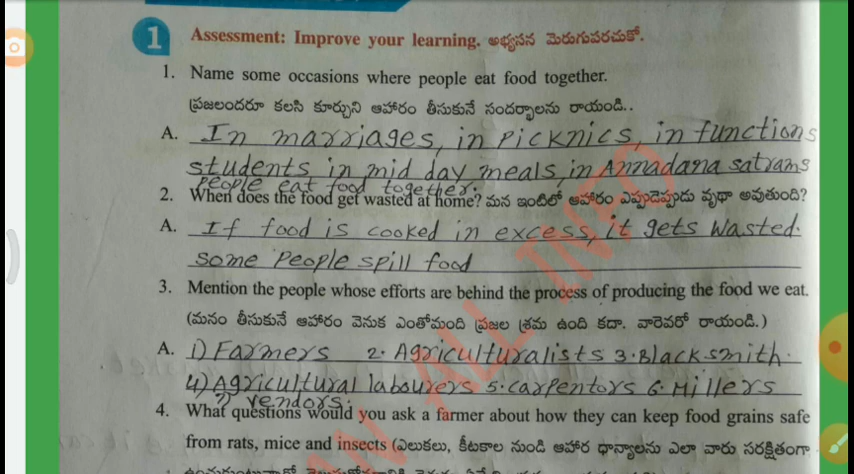 1 Assessment: Improve your learning. అభ్యసన మెరుగుపరచుకో.
1. Name some occasions where people eat food together.
(ప్రజలందరూ కలసి కూర్చుని ఆహారం తీసుకునే సందర్భాలను రాయండి..
A. In marriages, in picknics, in functions
students in mid day meals, in Annadana satrams
people eat food together.
2. When does the food get wasted at home? మన ఇంటిలో ఆహారం ఎప్పుడెప్పుడు వృథా అవుతుంది?
A. If food is cooked in excess, it gets wasted.
some people spill food
3. Mention the people whose efforts are behind the process of producing the food we eat.
(మనం తీసుకునే ఆహారం వెనుక ఎంతోమంది ప్రజల శ్రమ ఉంది కదా. వారెవరో రాయండి.)
A. 1) Farmers 2. Agriculturalists 3. Black smith.
4) Agricultural labourers 5. carpentors 6. Millers
7) vendors.
4. What questions would you ask a farmer about how they can keep food grains safe
from rats, mice and insects (ఎలుకలు, కీటకాల నుండి ఆహార ధాన్యాలను ఎలా వారు సరక్షితంగా
ALL INFO